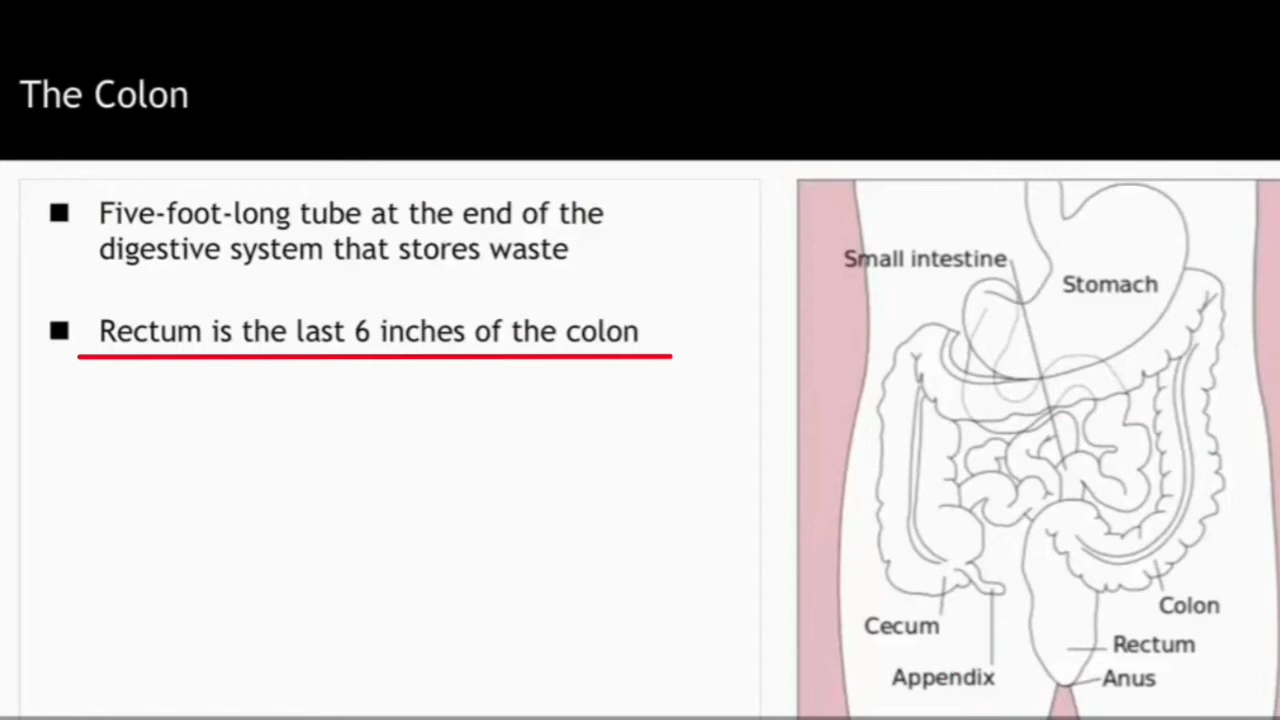 The Colon
Five-foot-long tube at the end of the
digestive system that stores waste
Rectum is the last 6 inches of the colon
Small intestine
Stomach
Colon
Cecum
Rectum
Appendix
Anus